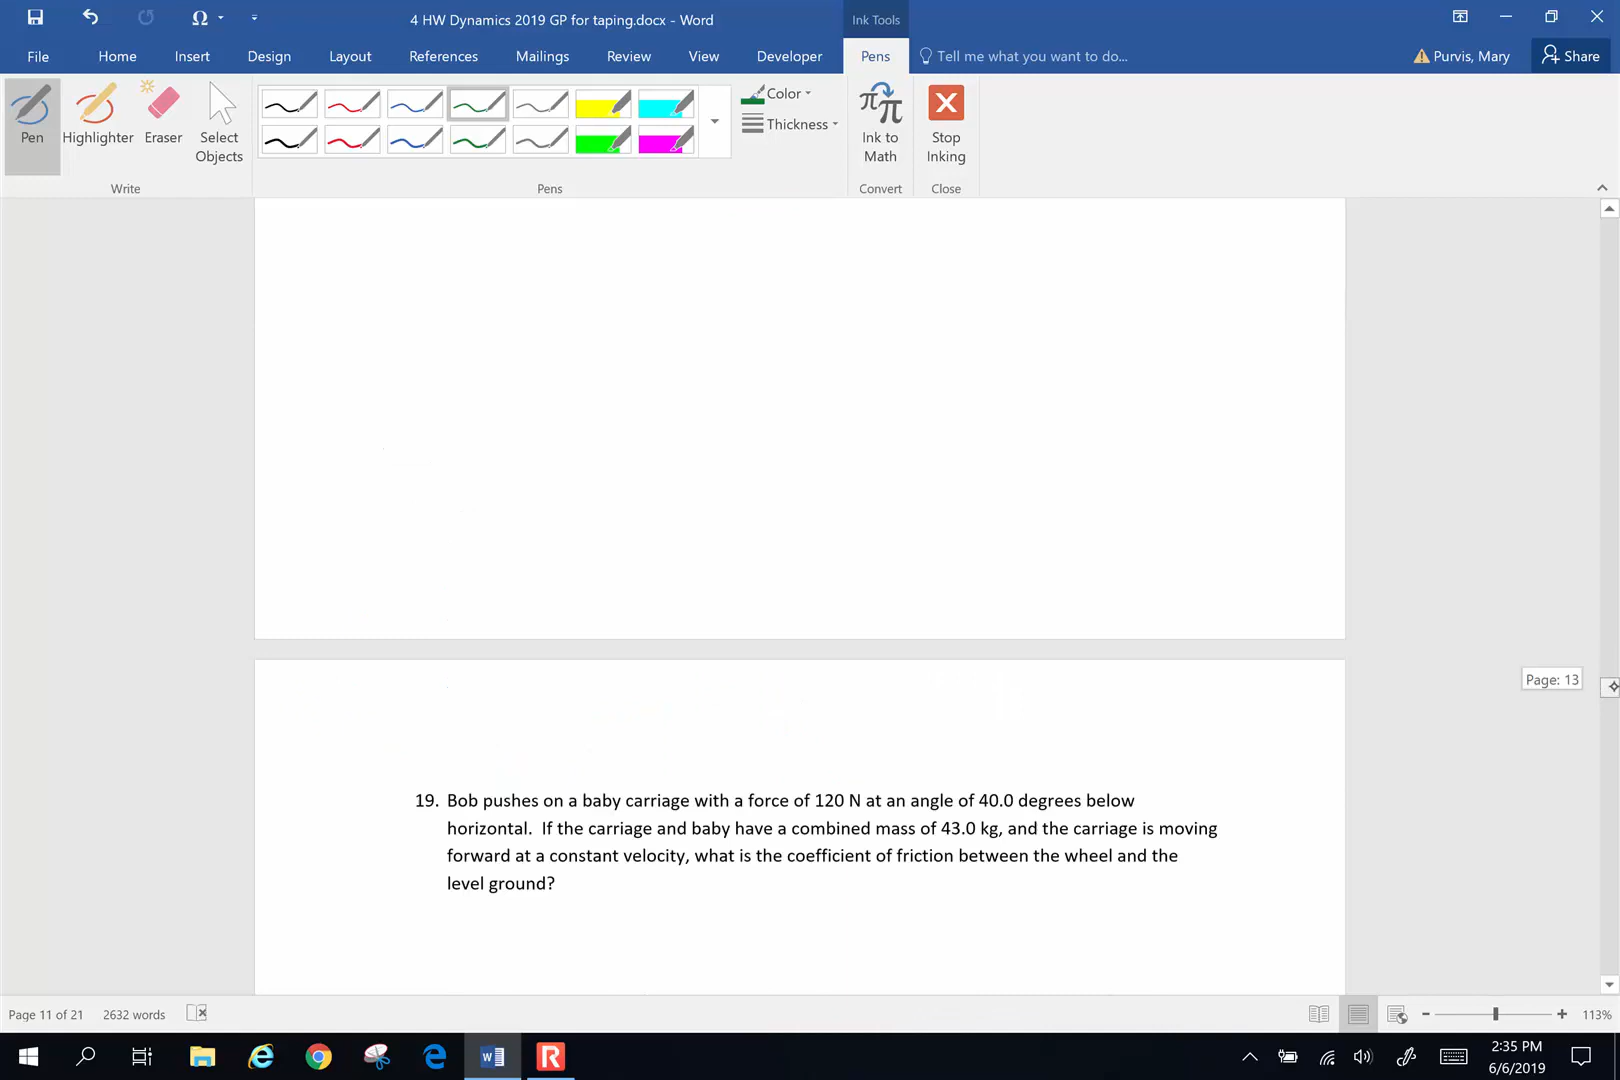 4 HW Dynamics 2019 GP for taping.docx - Word
Ink Tools
File
Home
Insert
Design
Layout
References
Mailings
Review
View
Developer
Pens
Tell me what you want to do...
Purvis, Mary
Share
Pen
Highlighter
Eraser
Select
Objects
Color
Thickness
Ink to
Math
Stop
Inking
Write
Pens
Convert
Close
Page: 13
19. Bob pushes on a baby carriage with a force of 120 N at an angle of 40.0 degrees below
horizontal. If the carriage and baby have a combined mass of 43.0 kg, and the carriage is moving
forward at a constant velocity, what is the coefficient of friction between the wheel and the
level ground?
Page 11 of 21
2632 words
113%
2:35 PM
6/6/2019